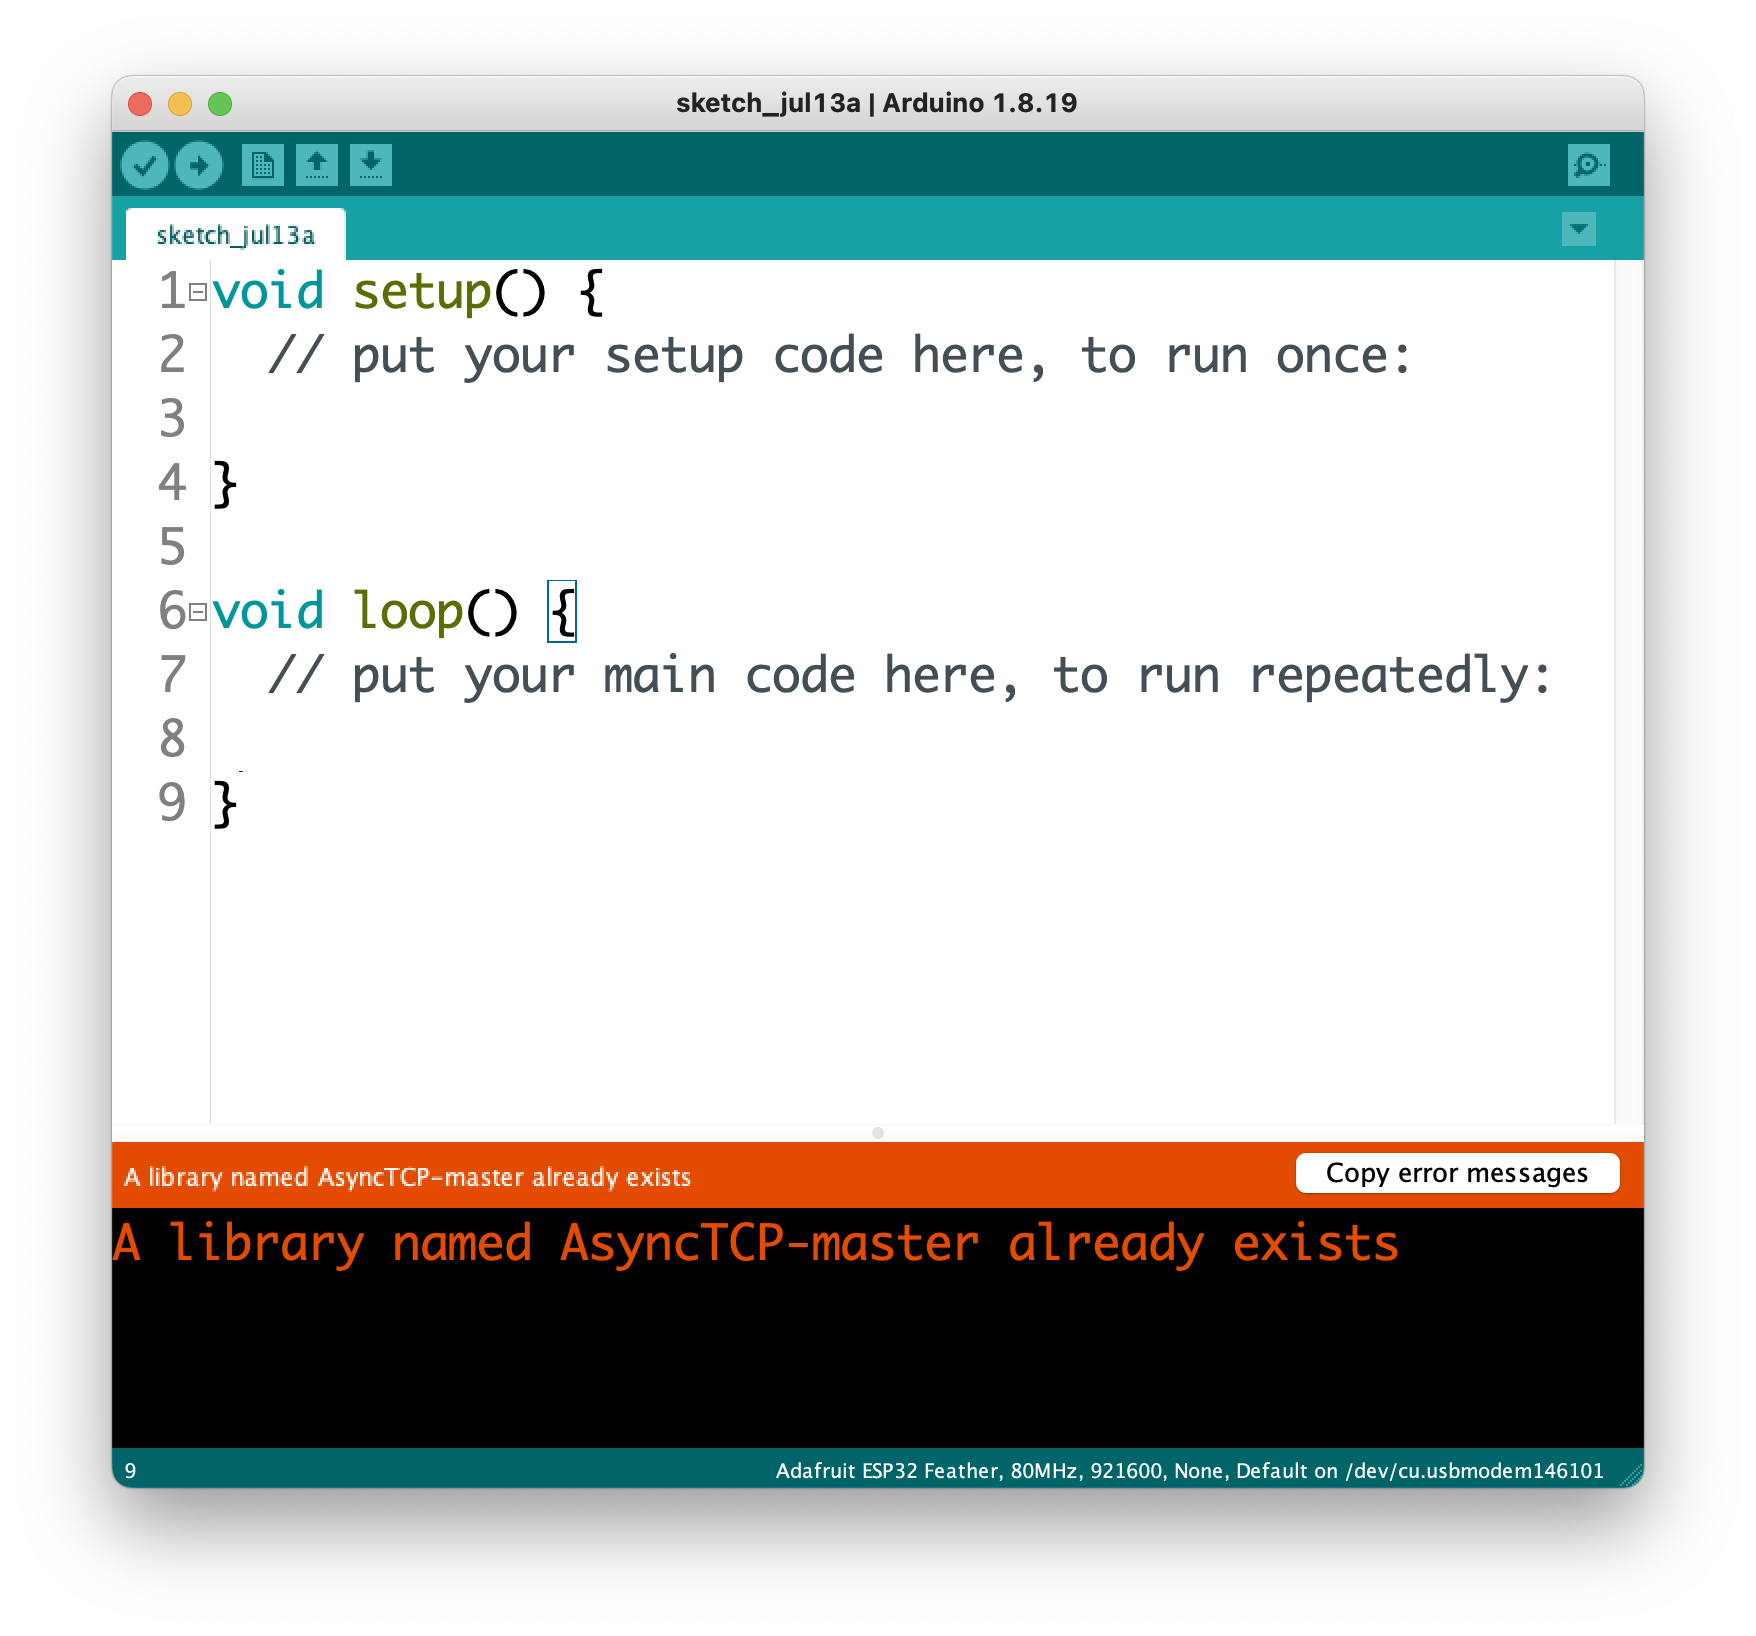 sketch_jul13a | Arduino 1.8.19
sketch_jul13a
1 void setup() {
2 // put your setup code here, to run once:
3
4 }
5
6 void loop() {
7 // put your main code here, to run repeatedly:
8
9 }
A library named AsyncTCP-master already exists
Copy error messages
A library named AsyncTCP-master already exists
9
Adafruit ESP32 Feather, 80MHz, 921600, None, Default on /dev/cu.usbmodem146101